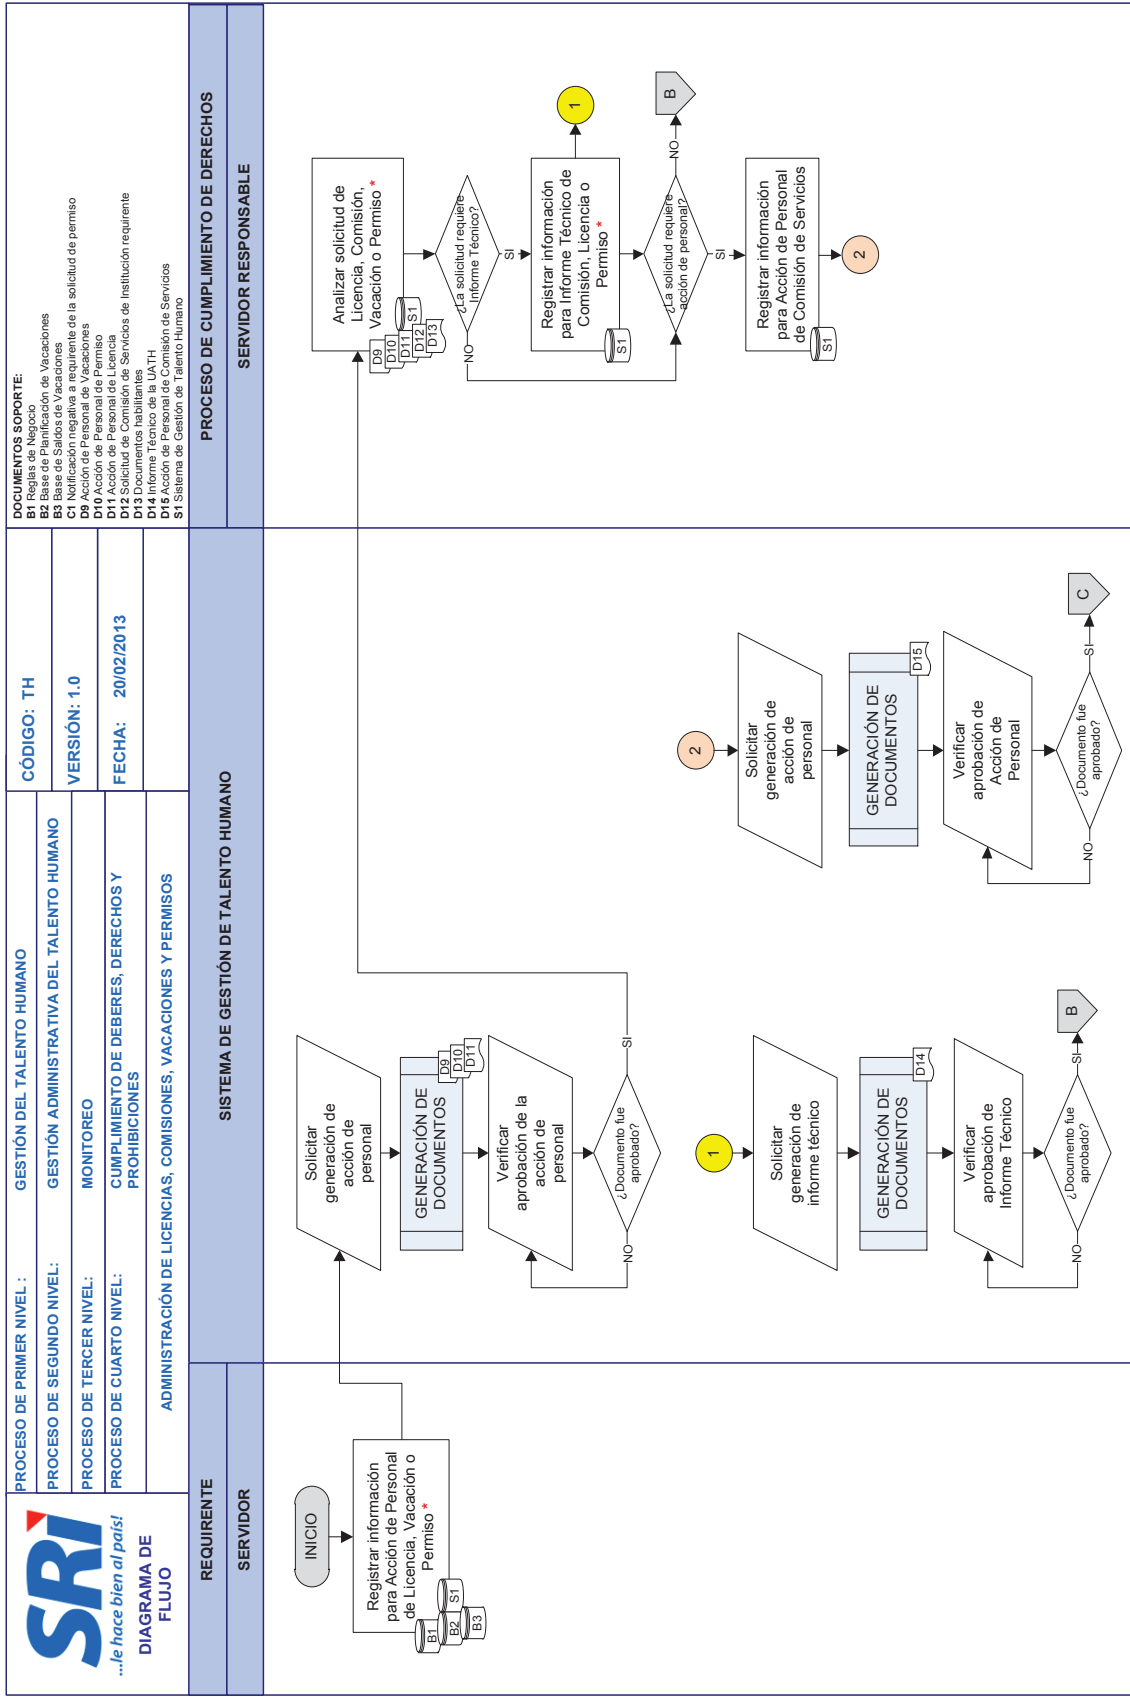 SRi
...le hace bien al país!
DIAGRAMA DE
FLUJO
PROCESO DE PRIMER NIVEL :
GESTIÓN DEL TALENTO HUMANO
PROCESO DE SEGUNDO NIVEL:
GESTIÓN ADMINISTRATIVA DEL TALENTO HUMANO
PROCESO DE TERCER NIVEL:
MONITOREO
PROCESO DE CUARTO NIVEL:
CUMPLIMIENTO DE DEBERES, DERECHOS Y
PROHIBICIONES
ADMINISTRACIÓN DE LICENCIAS, COMISIONES, VACACIONES Y PERMISOS
CÓDIGO: TH
VERSIÓN: 1.0
FECHA: 20/02/2013
DOCUMENTOS SOPORTE:
B1 Reglas de Negocio
B2 Base de Planificación de Vacaciones
B3 Base de Saldos de Vacaciones
C1 Notificación negativa a requirente de la solicitud de permiso
D9 Acción de Personal de Vacaciones
D10 Acción de Personal de Permiso
D11 Acción de Personal de Licencia
D12 Solicitud de Comisión de Servicios de Institución requirente
D13 Documentos habilitantes
D14 Informe Técnico de la UATH
D15 Acción de Personal de Comisión de Servicios
S1 Sistema de Gestión de Talento Humano
REQUIRENTE
SERVIDOR
SISTEMA DE GESTIÓN DE TALENTO HUMANO
PROCESO DE CUMPLIMIENTO DE DERECHOS
SERVIDOR RESPONSABLE
INICIO
Registrar información
para Acción de Personal
de Licencia, Vacación o
Permiso *
B1
B2
S1
B3
Solicitar
generación de
acción de
personal
GENERACIÓN DE
DOCUMENTOS
D9
D10
D11
Verificar
aprobación de la
acción de
personal
¿Documento fue
aprobado?
NO
SI
1
Solicitar
generación de
informe técnico
GENERACIÓN DE
DOCUMENTOS
D14
Verificar
aprobación de
Informe Técnico
¿Documento fue
aprobado?
NO
SI
B
2
Solicitar
generación de
acción de
personal
GENERACIÓN DE
DOCUMENTOS
D15
Verificar
aprobación de
Acción de
Personal
¿Documento fue
aprobado?
NO
SI
C
Analizar solicitud de
Licencia, Comisión,
Vacación o Permiso *
D9
D10
D11
D12
D13
S1
¿La solicitud requiere
Informe Técnico?
NO
SI
Registrar información
para Informe Técnico de
Comisión, Licencia o
Permiso *
S1
1
¿La solicitud requiere
acción de personal?
NO
B
SI
Registrar información
para Acción de Personal
de Comisión de Servicios
S1
2